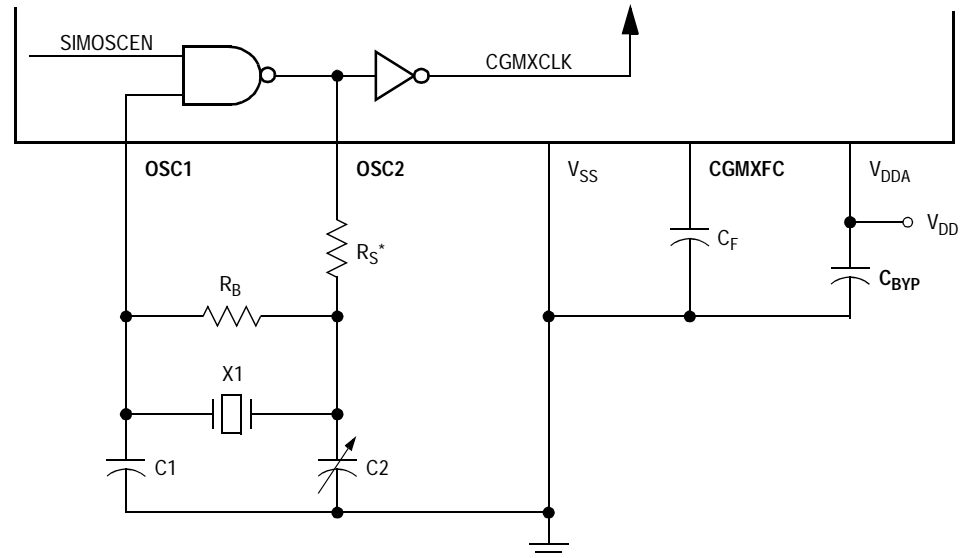 SIMOSCEN
CGMXCLK
OSC1
OSC2
VSS
CGMXFC
VDDA
VDD
RS*
CF
CBYP
RB
X1
C1
C2